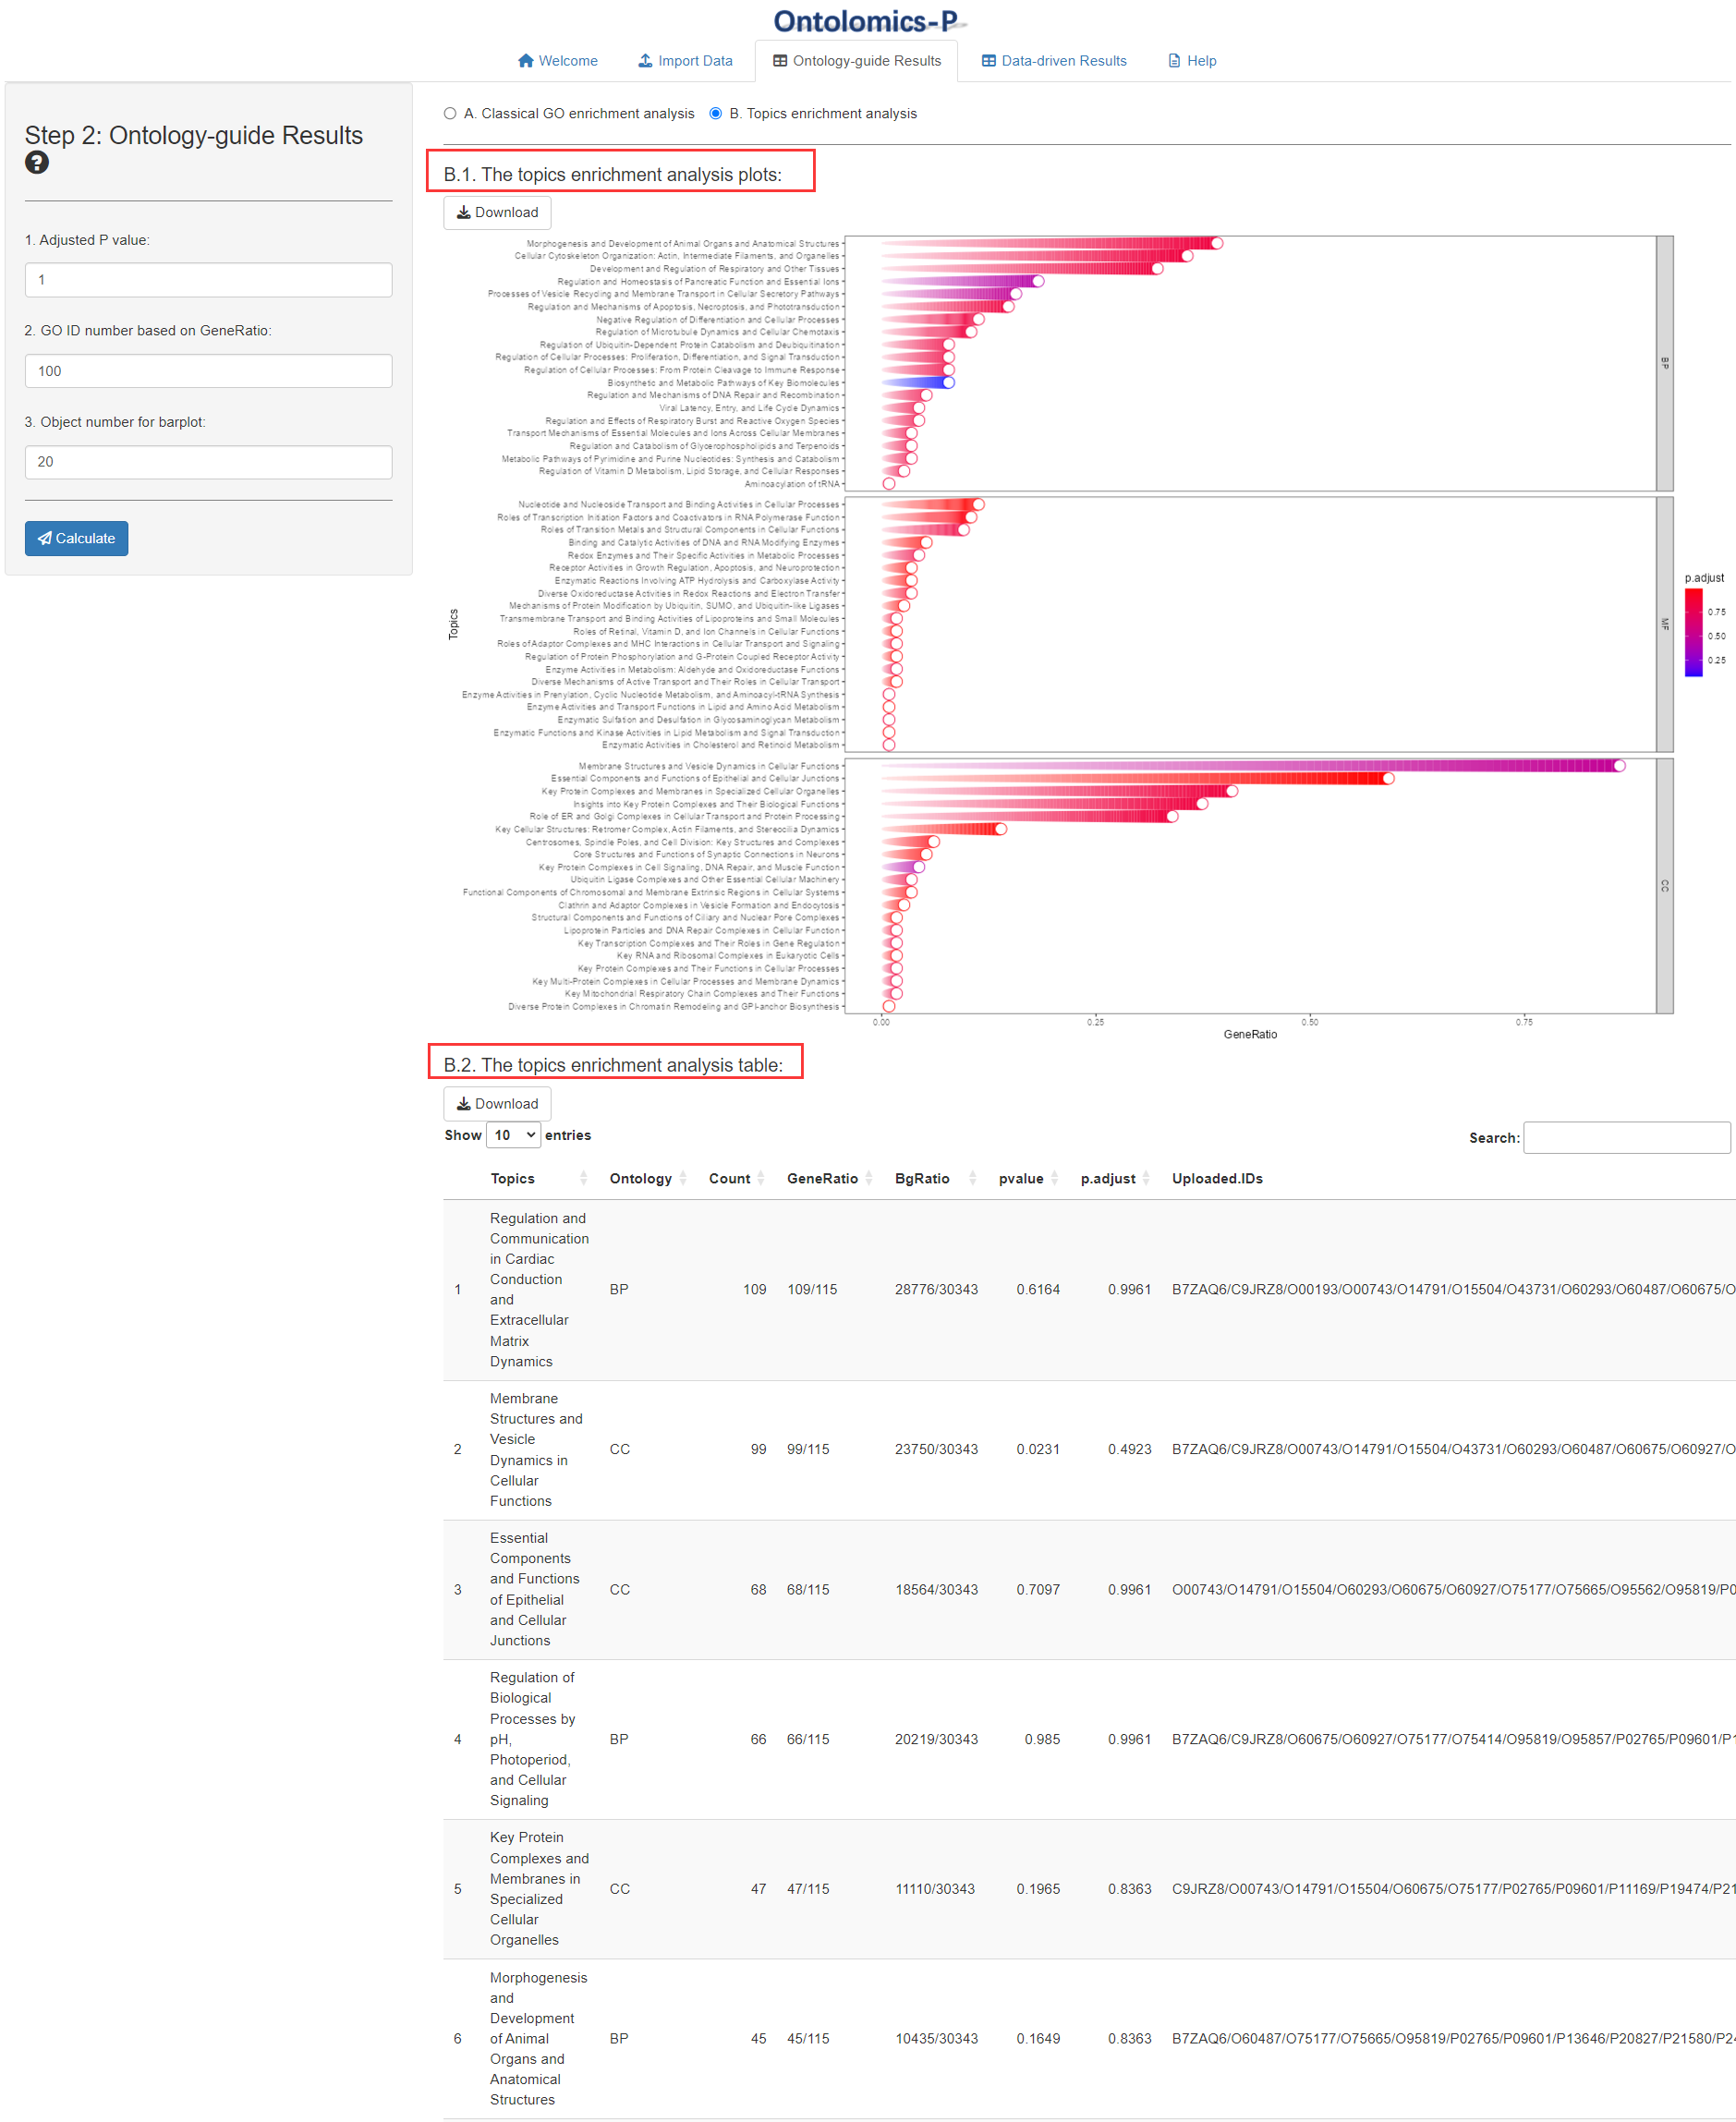 Ontolomics-P
Welcome
Import Data
Ontology-guide Results
Data-driven Results
Help
Step 2: Ontology-guide Results
?
1. Adjusted P value:
1
2. GO ID number based on GeneRatio:
100
3. Object number for barplot:
20
Calculate
A. Classical GO enrichment analysis
B. Topics enrichment analysis
B.1. The topics enrichment analysis plots:
Download
Morphogenesis and Development of Animal Organs and Anatomical Structures
Cellular Cytoskeleton Organization: Actin, Intermediate Filaments, and Organelles
Development and Regulation of Respiratory and Other Tissues
Regulation and Homeostasis of Pancreatic Function and Essential Ions
Processes of Vesicle Recycling and Membrane Transport in Cellular Secretory Pathways
Regulation and Mechanisms of Apoptosis, Necroptosis, and Phototransduction
Negative Regulation of Differentiation and Cellular Processes
Regulation of Microtubule Dynamics and Cellular Chemotaxis
Regulation of Ubiquitin-Dependent Protein Catabolism and Deubiquitination
Regulation of Cellular Processes: Proliferation, Differentiation, and Signal Transduction
Regulation of Cellular Processes: From Protein Cleavage to Immune Response
Biosynthetic and Metabolic Pathways of Key Biomolecules
Regulation and Mechanisms of DNA Repair and Recombination
Viral Latency, Entry, and Life Cycle Dynamics
Regulation and Effects of Respiratory Burst and Reactive Oxygen Species
Transport Mechanisms of Essential Molecules and Ions Across Cellular Membranes
Regulation and Catabolism of Glycerophospholipids and Terpenoids
Metabolic Pathways of Pyrimidine and Purine Nucleotides: Synthesis and Catabolism
Regulation of Vitamin D Metabolism, Lipid Storage, and Cellular Responses
Aminoacylation of tRNA
BP
Nucleotide and Nucleoside Transport and Binding Activities in Cellular Processes
Roles of Transcription Initiation Factors and Coactivators in RNA Polymerase Function
Roles of Transition Metals and Structural Components in Cellular Functions
Binding and Catalytic Activities of DNA and RNA Modifying Enzymes
Redox Enzymes and Their Specific Activities in Metabolic Processes
Receptor Activities in Growth Regulation, Apoptosis, and Neuroprotection
Enzymatic Reactions Involving ATP Hydrolysis and Carboxylase Activity
Diverse Oxidoreductase Activities in Redox Reactions and Electron Transfer
Mechanisms of Protein Modification by Ubiquitin, SUMO, and Ubiquitin-like Ligases
Transmembrane Transport and Binding Activities of Lipoproteins and Small Molecules
Roles of Retinal, Vitamin D, and Ion Channels in Cellular Functions
Roles of Adaptor Complexes and MHC Interactions in Cellular Transport and Signaling
Regulation of Protein Phosphorylation and G-Protein Coupled Receptor Activity
Enzyme Activities in Metabolism: Aldehyde and Oxidoreductase Functions
Diverse Mechanisms of Active Transport and Their Roles in Cellular Transport
Enzyme Activities in Prenylation, Cyclic Nucleotide Metabolism, and Aminoacyl-tRNA Synthesis
Enzyme Activities and Transport Functions in Lipid and Amino Acid Metabolism
Enzymatic Sulfation and Desulfation in Glycosaminoglycan Metabolism
Enzymatic Functions and Kinase Activities in Lipid Metabolism and Signal Transduction
Enzymatic Activities in Cholesterol and Retinoid Metabolism
MF
Topics
p.adjust
0.75
0.50
0.25
Membrane Structures and Vesicle Dynamics in Cellular Functions
Essential Components and Functions of Epithelial and Cellular Junctions
Key Protein Complexes and Membranes in Specialized Cellular Organelles
Insights into Key Protein Complexes and Their Biological Functions
Role of ER and Golgi Complexes in Cellular Transport and Protein Processing
Key Cellular Structures: Retromer Complex, Actin Filaments, and Stereocilia Dynamics
Centrosomes, Spindle Poles, and Cell Division: Key Structures and Complexes
Core Structures and Functions of Synaptic Connections in Neurons
Key Protein Complexes in Cell Signaling, DNA Repair, and Muscle Function
Ubiquitin Ligase Complexes and Other Essential Cellular Machinery
Functional Components of Chromosomal and Membrane Extrinsic Regions in Cellular Systems
Clathrin and Adaptor Complexes in Vesicle Formation and Endocytosis
Structural Components and Functions of Ciliary and Nuclear Pore Complexes
Lipoprotein Particles and DNA Repair Complexes in Cellular Function
Key Transcription Complexes and Their Roles in Gene Regulation
Key RNA and Ribosomal Complexes in Eukaryotic Cells
Key Protein Complexes and Their Functions in Cellular Processes
Key Multi-Protein Complexes in Cellular Processes and Membrane Dynamics
Key Mitochondrial Respiratory Chain Complexes and Their Functions
Diverse Protein Complexes in Chromatin Remodeling and GPI-anchor Biosynthesis
CC
0.00 0.25 0.50 0.75
GeneRatio
B.2. The topics enrichment analysis table:
Download
Show 10 entries
Search:
Topics Ontology Count GeneRatio BgRatio pvalue p.adjust Uploaded.IDs
Regulation and
Communication
in Cardiac
Conduction
and
Extracellular
Matrix
Dynamics
1 BP 109 109/115 28776/30343 0.6164 0.9961 B7ZAQ6/C9JRZ8/O00193/O00743/O14791/O15504/O43731/O60293/O60487/O60675/O
Membrane
Structures and
Vesicle
Dynamics in
Cellular
Functions
2 CC 99 99/115 23750/30343 0.0231 0.4923 B7ZAQ6/C9JRZ8/O00743/O14791/O15504/O43731/O60293/O60487/O60675/O60927/O
Essential
Components
and Functions
of Epithelial
and Cellular
Junctions
3 CC 68 68/115 18564/30343 0.7097 0.9961 O00743/O14791/O15504/O60293/O60675/O60927/O75177/O75665/O95562/O95819/P0
Regulation of
Biological
Processes by
pH,
Photoperiod,
and Cellular
Signaling
4 BP 66 66/115 20219/30343 0.985 0.9961 B7ZAQ6/C9JRZ8/O60675/O60927/O75177/O75414/O95819/O95857/P02765/P09601/P1
Key Protein
Complexes and
Membranes in
Specialized
Cellular
Organelles
5 CC 47 47/115 11110/30343 0.1965 0.8363 C9JRZ8/O00743/O14791/O15504/O60675/O75177/P02765/P09601/P11169/P19474/P21
Morphogenesis
and
Development
of Animal
Organs and
Anatomical
Structures
6 BP 45 45/115 10435/30343 0.1649 0.8363 B7ZAQ6/O60487/O75177/O75665/O95819/P02765/P09601/P13646/P20827/P21580/P24